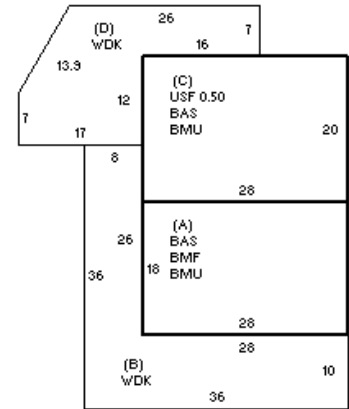 26
(D)
WDK
16
7
13.9
12
7
17
(C)
USF 0.50
BAS
BMU
20
8
28
(A)
BAS
BMF
BMU
26
18
36
28
28
(B)
WDK
10
36